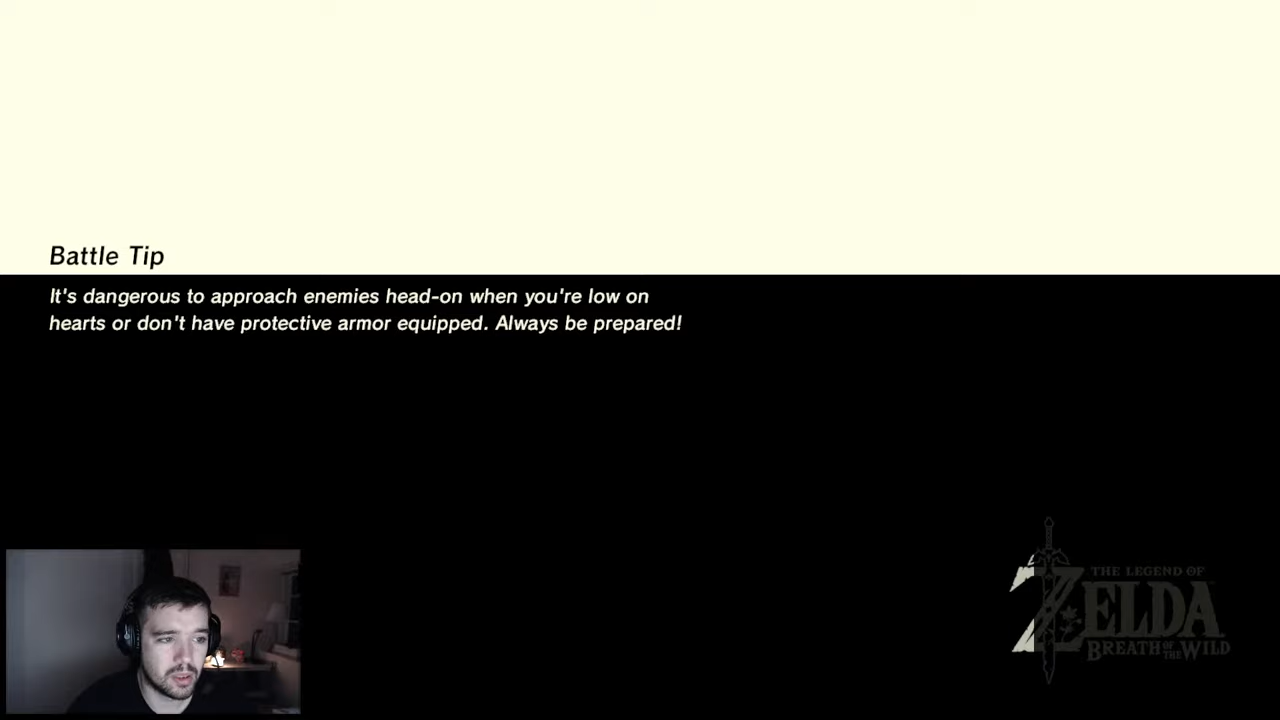 Battle Tip
It's dangerous to approach enemies head-on when you're low on
hearts or don't have protective armor equipped. Always be prepared!
THE LEGEND OF
ZELDA
BREATH OF THE WILD